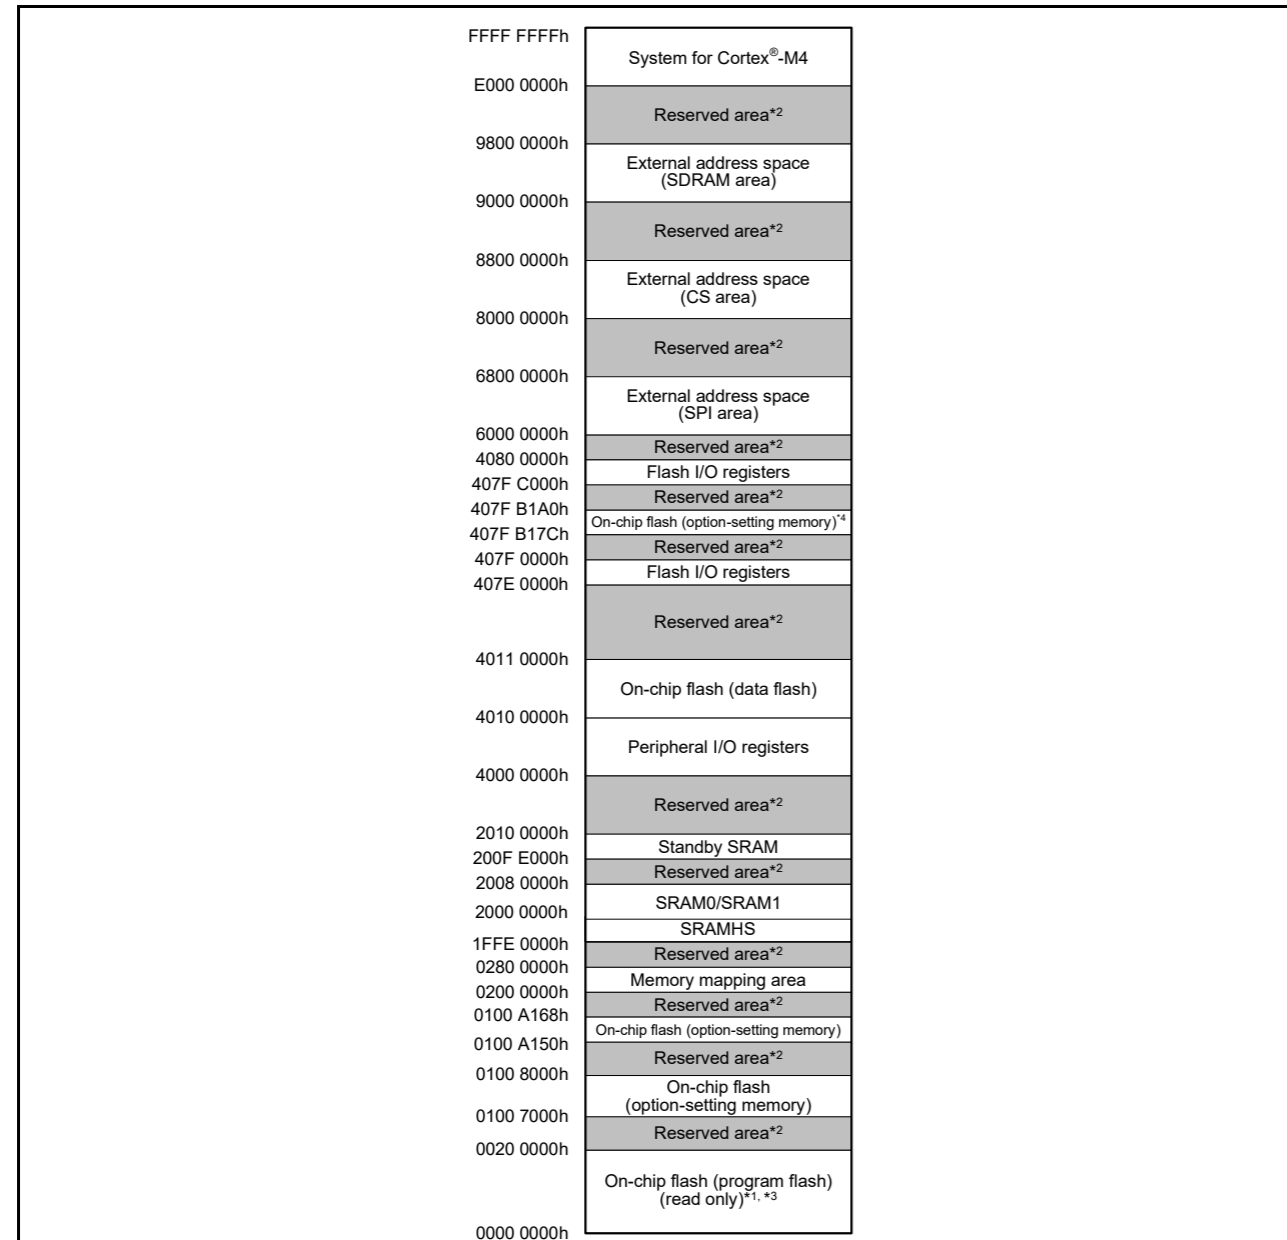 FFFF FFFFh
System for Cortex®-M4
E000 0000h
Reserved area*2
9800 0000h
External address space
(SDRAM area)
9000 0000h
Reserved area*2
8800 0000h
External address space
(CS area)
8000 0000h
Reserved area*2
6800 0000h
External address space
(SPI area)
6000 0000h
Reserved area*2
4080 0000h
Flash I/O registers
407F C000h
Reserved area*2
407F B1A0h
On-chip flash (option-setting memory)*4
407F B17Ch
Reserved area*2
407F 0000h
Flash I/O registers
407E 0000h
Reserved area*2
4011 0000h
On-chip flash (data flash)
4010 0000h
Peripheral I/O registers
4000 0000h
Reserved area*2
2010 0000h
Standby SRAM
200F E000h
Reserved area*2
2008 0000h
SRAM0/SRAM1
2000 0000h
SRAMHS
1FFE 0000h
Reserved area*2
0280 0000h
Memory mapping area
0200 0000h
Reserved area*2
0100 A168h
On-chip flash (option-setting memory)
0100 A150h
Reserved area*2
0100 8000h
On-chip flash
(option-setting memory)
0100 7000h
Reserved area*2
0020 0000h
On-chip flash (program flash)
(read only)*1, *3
0000 0000h